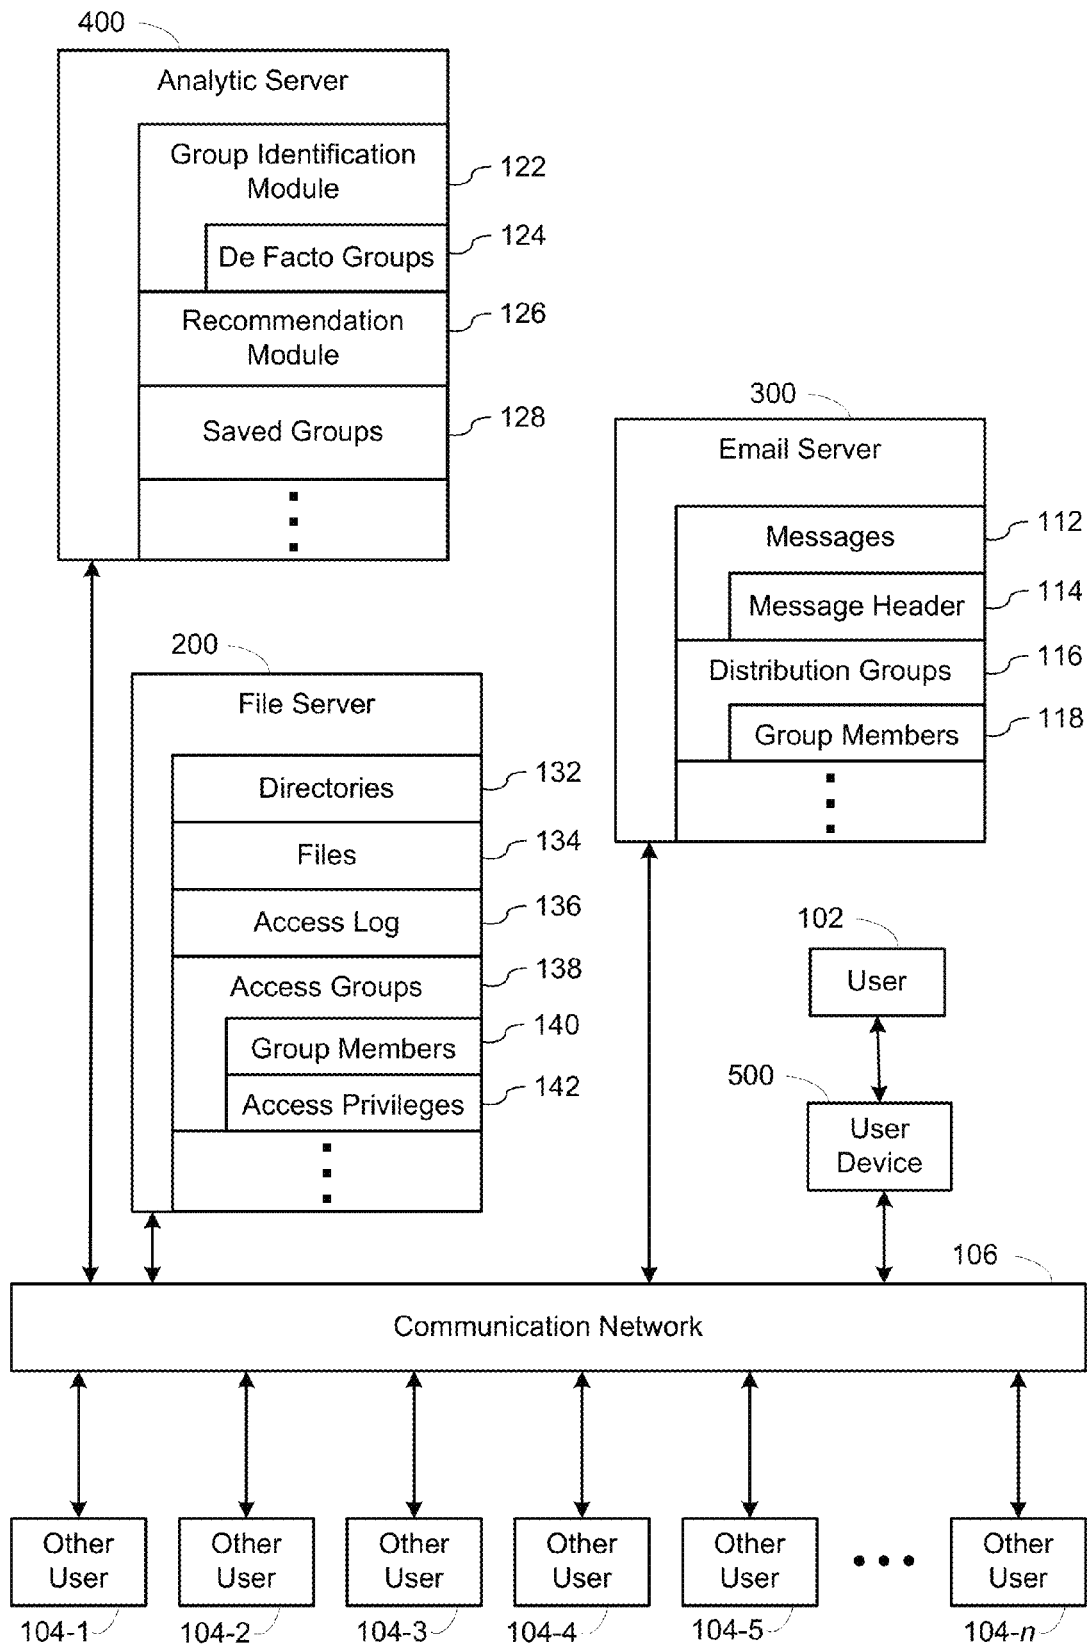 400
Analytic Server
Group Identification
Module
122
De Facto Groups
124
Recommendation
Module
126
Saved Groups
128
300
Email Server
Messages
112
Message Header
114
Distribution Groups
116
Group Members
118
200
File Server
Directories
132
Files
134
Access Log
136
Access Groups
138
Group Members
140
Access Privileges
142
102
User
500
User
Device
106
Communication Network
Other
User
104-1
Other
User
104-2
Other
User
104-3
Other
User
104-4
Other
User
104-5
Other
User
104-n